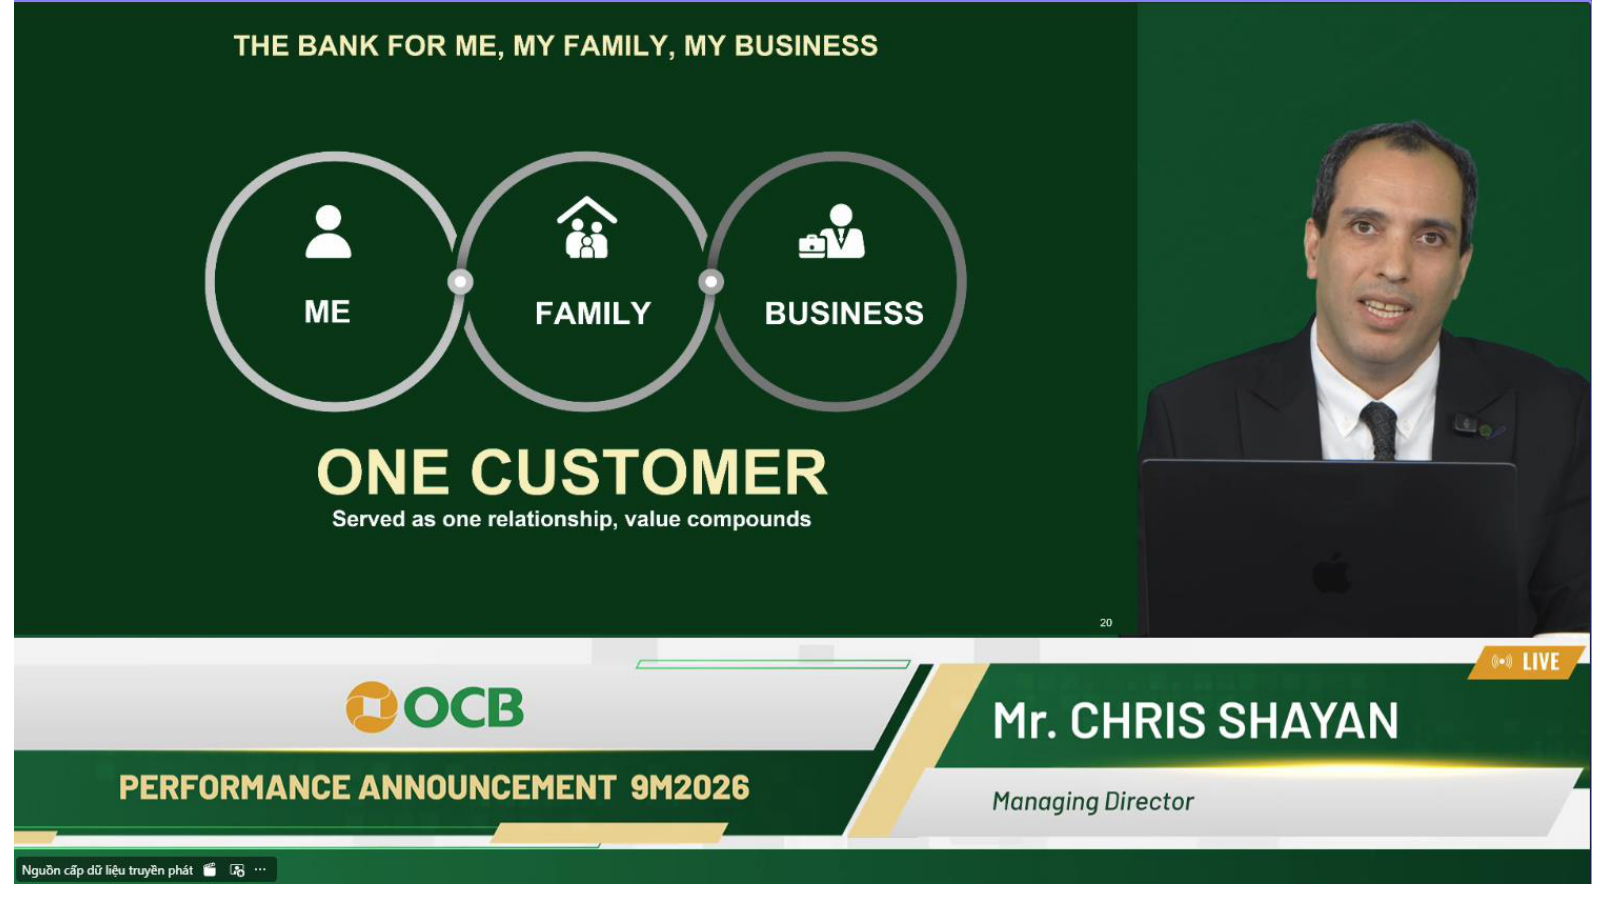 THE BANK FOR ME, MY FAMILY, MY BUSINESS
ME
FAMILY
BUSINESS
ONE CUSTOMER
Served as one relationship, value compounds
20
LIVE
OCB
Mr. CHRIS SHAYAN
PERFORMANCE ANNOUNCEMENT 9M2026
Managing Director
Nguồn cấp dữ liệu truyền phát